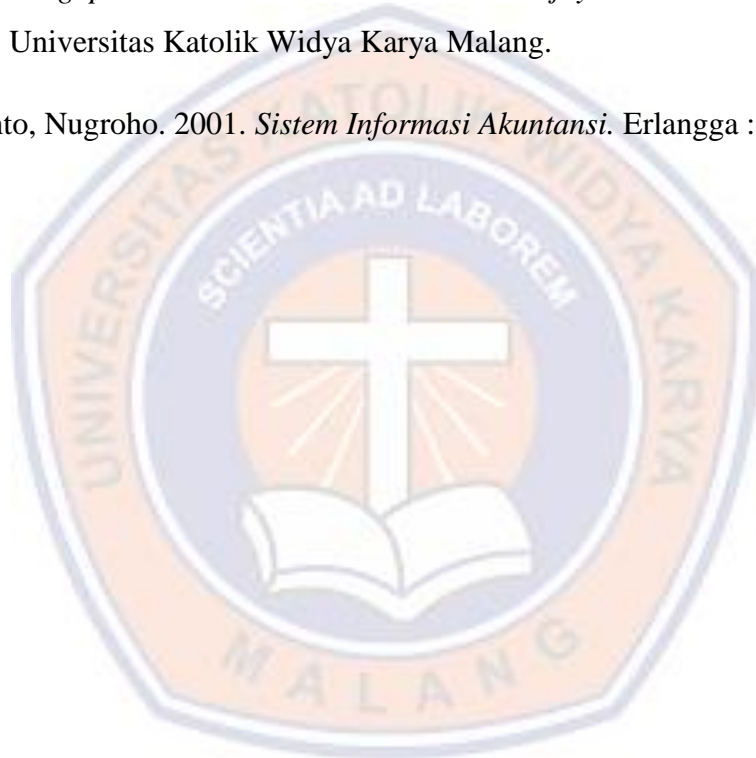 Universitas Katolik Widya Karya Malang.
nto, Nugroho. 2001. Sistem Informasi Akuntansi. Erlangga :
UNIVERSITAS KATOLIK WIDYA KARYA
SCIENTIA AD LABOREM
MALANG